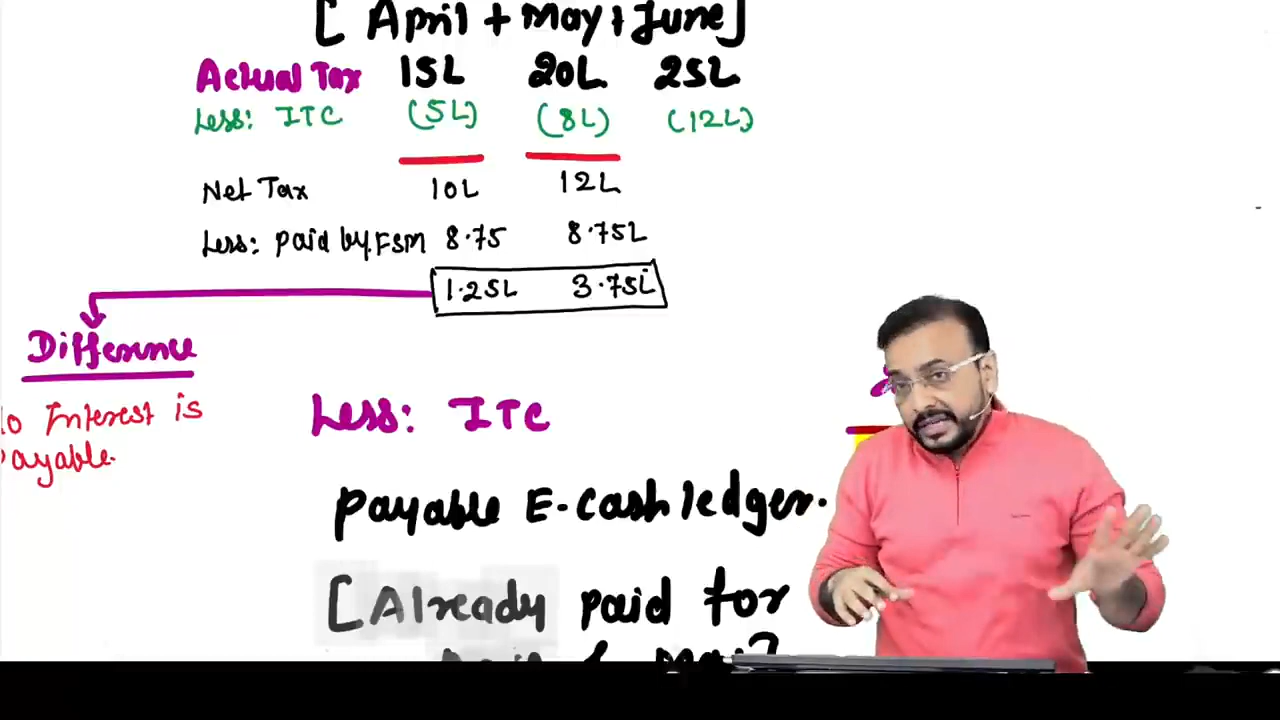 [ April + May + June]
Actual Tax 15L 20L 25L
Less: ITC (5L) (8L) (12L)
Net Tax 10L 12L
Less: paid by FSM 8.75 8.75L
1.25L 3.75L
Difference
Interest is
Less: ITC
payable E-cash ledger.
[Already paid for